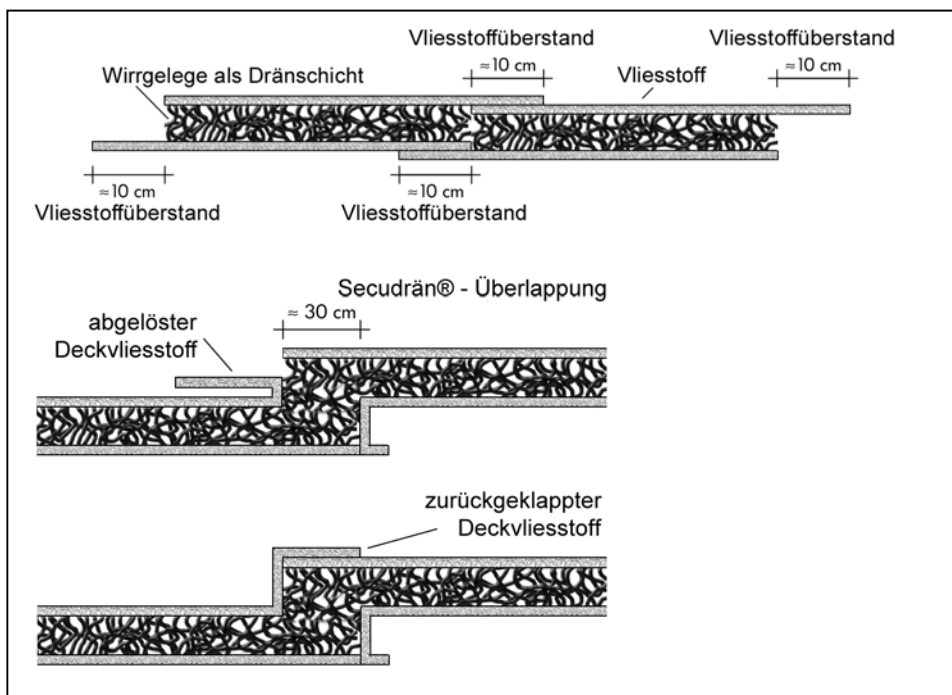 Vliesstoffüberstand
Vliesstoffüberstand
≈10 cm
≈10 cm
Wirrgelege als Dränschicht
Vliesstoff
≈10 cm
≈10 cm
Vliesstoffüberstand
Vliesstoffüberstand
Secudrän® - Überlappung
≈ 30 cm
abgelöster
Deckvliesstoff
zurückgeklappter
Deckvliesstoff